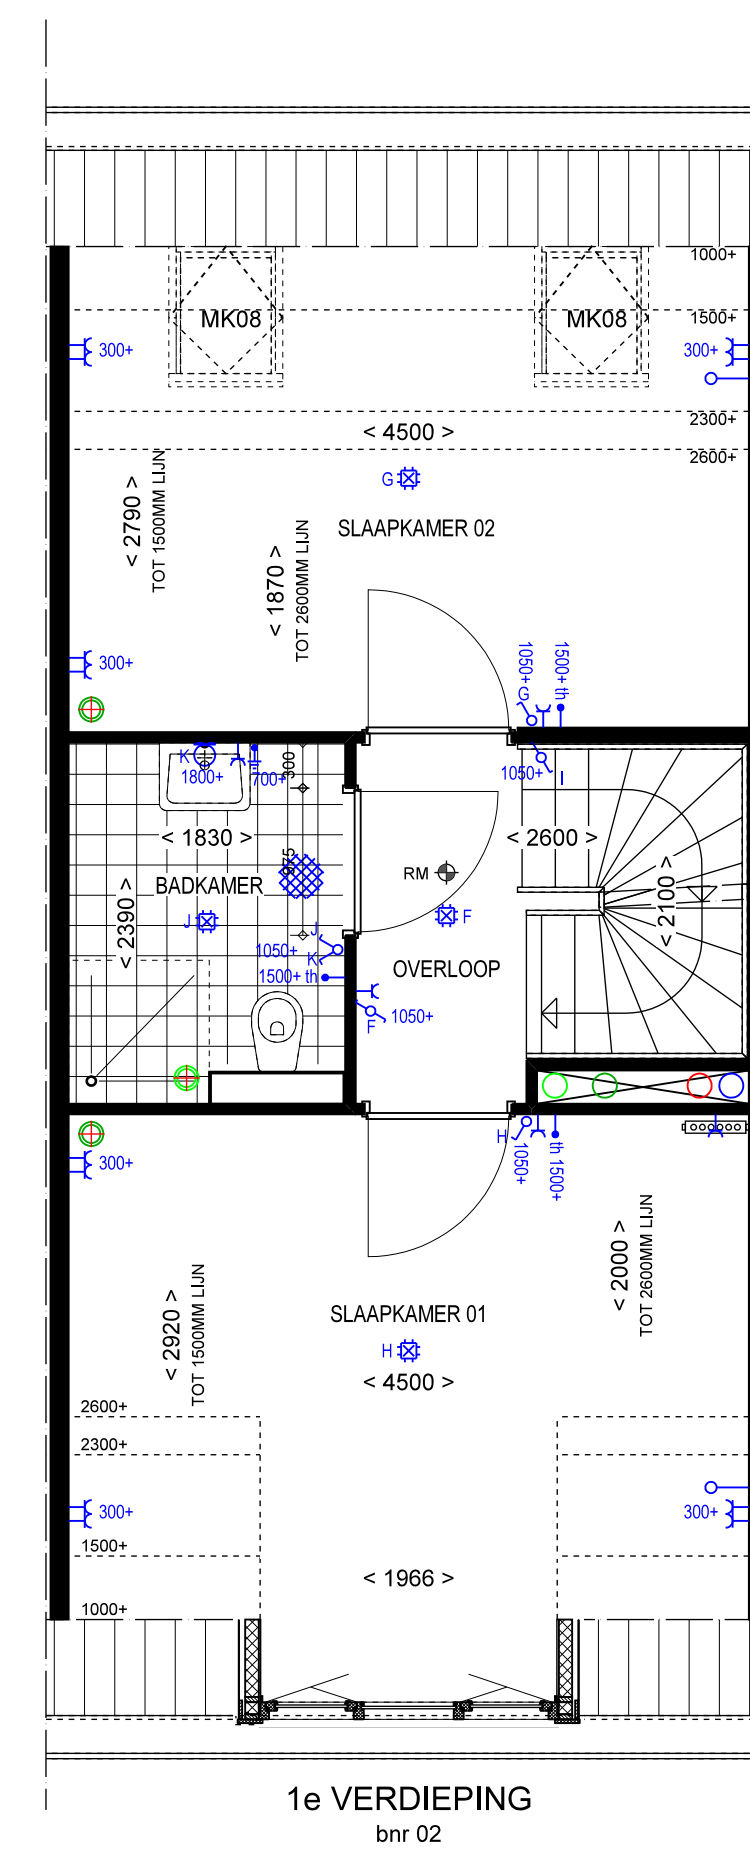 1000+
MK08
MK08
1500+
300+
300+
2300+
< 4500 >
2600+
G
< 2790 >
TOT 1500MM LIJN
SLAAPKAMER 02
< 1870 >
TOT 2600MM LIJN
300+
1050+ G
1500+ th
K
1800+
700+
300
1050+
I
< 1830 >
975
< 2600 >
RM
BADKAMER
< 2390 >
< 2100 >
J
F
J
1050+
K
1500+ th
OVERLOOP
F
1050+
H
1050+
th 1500+
300+
< 2000 >
TOT 2600MM LIJN
< 2920 >
TOT 1500MM LIJN
SLAAPKAMER 01
H
< 4500 >
2600+
2300+
300+
300+
1500+
< 1966 >
1000+
1e VERDIEPING
bnr 02